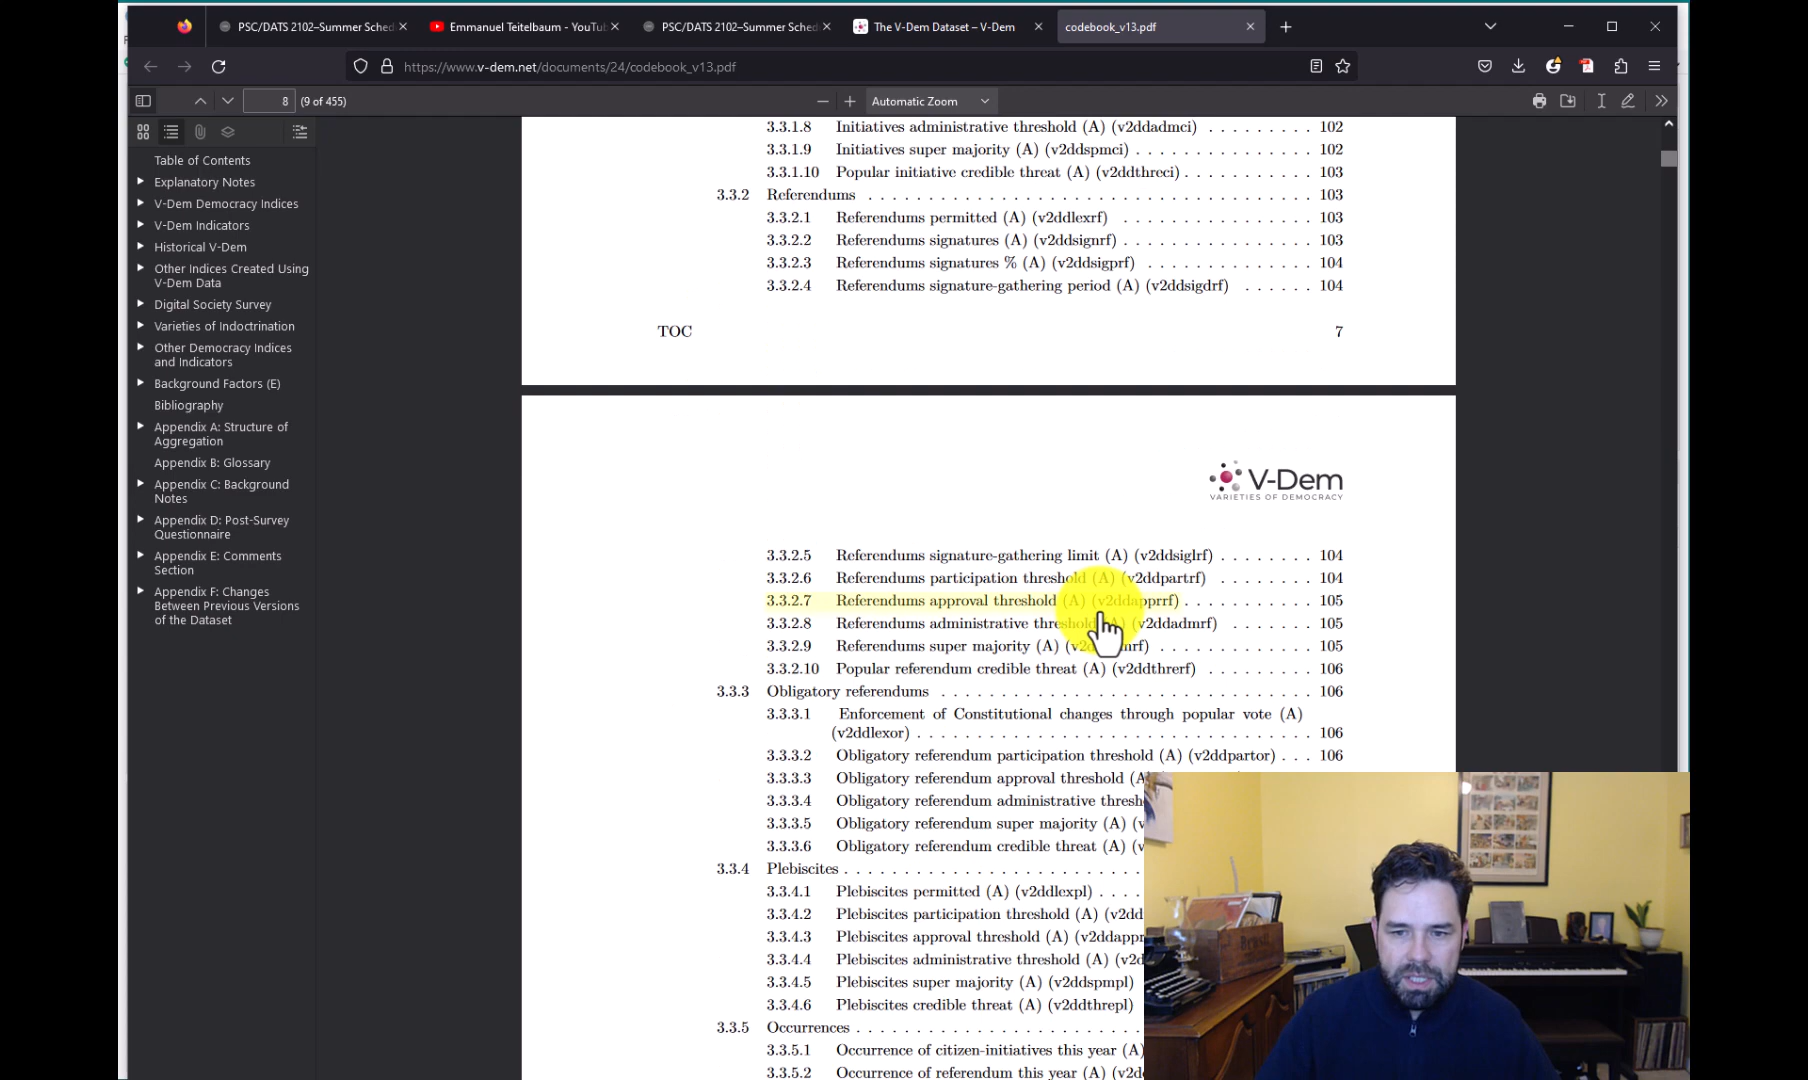 PSC/DATS 2102–Summer Sched
Emmanuel Teitelbaum - YouTu
PSC/DATS 2102–Summer Sched
The V-Dem Dataset – V-Dem
codebook_v13.pdf
https://www.v-dem.net/documents/24/codebook_v13.pdf
8 (9 of 455)
Automatic Zoom
Table of Contents
Explanatory Notes
V-Dem Democracy Indices
V-Dem Indicators
Historical V-Dem
Other Indices Created Using
V-Dem Data
Digital Society Survey
Varieties of Indoctrination
Other Democracy Indices
and Indicators
Background Factors (E)
Bibliography
Appendix A: Structure of
Aggregation
Appendix B: Glossary
Appendix C: Background
Notes
Appendix D: Post-Survey
Questionnaire
Appendix E: Comments
Section
Appendix F: Changes
Between Previous Versions
of the Dataset
3.3.1.8 Initiatives administrative threshold (A) (v2ddadmci) . . . . . . . . . 102
3.3.1.9 Initiatives super majority (A) (v2ddspmci) . . . . . . . . . . . . . . 102
3.3.1.10 Popular initiative credible threat (A) (v2ddthreci) . . . . . . . . . . . 103
3.3.2 Referendums . . . . . . . . . . . . . . . . . . . . . . . . . . . . . . . . . . 103
3.3.2.1 Referendums permitted (A) (v2ddlexrf) . . . . . . . . . . . . . . . 103
3.3.2.2 Referendums signatures (A) (v2ddsignrf) . . . . . . . . . . . . . . . 103
3.3.2.3 Referendums signatures % (A) (v2ddsigprf) . . . . . . . . . . . . . 104
3.3.2.4 Referendums signature-gathering period (A) (v2ddsigdrf) . . . . . . 104
TOC 7
V-Dem
VARIETIES OF DEMOCRACY
3.3.2.5 Referendums signature-gathering limit (A) (v2ddsiglrf) . . . . . . . . 104
3.3.2.6 Referendums participation threshold (A) (v2ddpartrf) . . . . . . . . 104
3.3.2.7 Referendums approval threshold (A) (v2ddapprrf) . . . . . . . . . . 105
3.3.2.8 Referendums administrative threshold (A) (v2ddadmrf) . . . . . . . 105
3.3.2.9 Referendums super majority (A) . . . . . . . . . . . . . 105
3.3.2.10 Popular referendum credible threat (A) (v2ddthrerf) . . . . . . . . . 106
3.3.3 Obligatory referendums . . . . . . . . . . . . . . . . . . . . . . . . . . . . 106
3.3.3.1 Enforcement of Constitutional changes through popular vote (A)
(v2ddlexor) . . . . . . . . . . . . . . . . . . . . . . . . . . . . . . 106
3.3.3.2 Obligatory referendum participation threshold (A) (v2ddpartor) . . . 106
3.3.3.3 Obligatory referendum approval threshold (A
3.3.3.4 Obligatory referendum administrative thresh
3.3.3.5 Obligatory referendum super majority (A) (v
3.3.3.6 Obligatory referendum credible threat (A) (v
3.3.4 Plebiscites . . . . . . . . . . . . . . . . . . . . . . .
3.3.4.1 Plebiscites permitted (A) (v2ddlexpl) . . . .
3.3.4.2 Plebiscites participation threshold (A) (v2dd
3.3.4.3 Plebiscites approval threshold (A) (v2ddappr
3.3.4.4 Plebiscites administrative threshold (A) (v2d
3.3.4.5 Plebiscites super majority (A) (v2ddspmpl)
3.3.4.6 Plebiscites credible threat (A) (v2ddthrepl)
3.3.5 Occurrences . . . . . . . . . . . . . . . . . . . . . .
3.3.5.1 Occurrence of citizen-initiatives this year (A)
3.3.5.2 Occurrence of referendum this year (A) (v2d